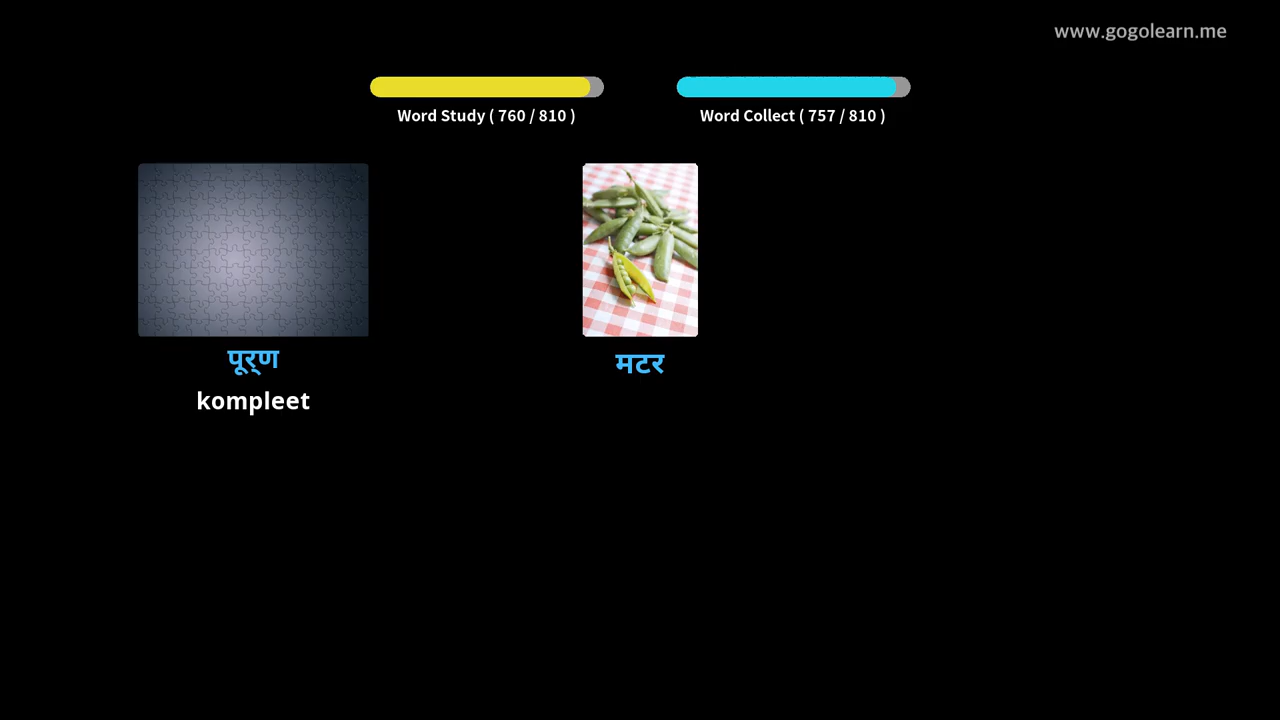 www.gogolearn.me
Word Study ( 760 / 810 )
Word Collect ( 757 / 810 )
पूर्ण
kompleet
मटर